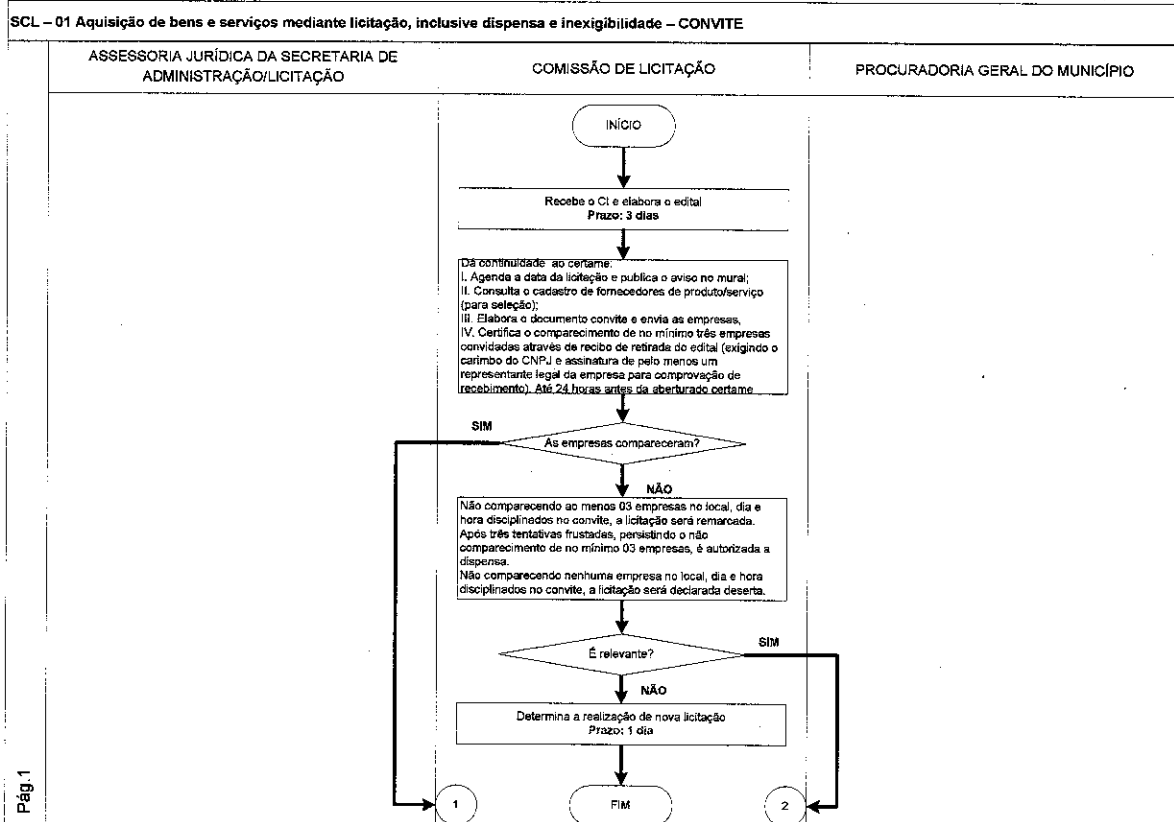 SCL – 01 Aquisição de bens e serviços mediante licitação, inclusive dispensa e inexigibilidade – CONVITE
ASSESSORIA JURÍDICA DA SECRETARIA DE
ADMINISTRAÇÃO/LICITAÇÃO
COMISSÃO DE LICITAÇÃO
PROCURADORIA GERAL DO MUNICÍPIO
INÍCIO
Recebe o CI e elabora o edital
Prazo: 3 dias
Dá continuidade ao certame:
I. Agenda a data da licitação e publica o aviso no mural;
II. Consulta o cadastro de fornecedores de produto/serviço
(para seleção);
III. Elabora o documento convite e envia as empresas,
IV. Certifica o comparecimento de no mínimo três empresas
convidadas através de recibo de retirada do edital (exigindo o
carimbo do CNPJ e assinatura de pelo menos um
representante legal da empresa para comprovação de
recebimento). Até 24 horas antes da aberturado certame
SIM
As empresas compareceram?
NÃO
Não comparecendo ao menos 03 empresas no local, dia e
hora disciplinados no convite, a licitação será remarcada.
Após três tentativas frustadas, persistindo o não
comparecimento de no mínimo 03 empresas, é autorizada a
dispensa.
Não comparecendo nenhuma empresa no local, dia e hora
disciplinados no convite, a licitação será declarada deserta.
É relevante?
SIM
NÃO
Determina a realização de nova licitação
Prazo: 1 dia
1
FIM
2
Pág.1